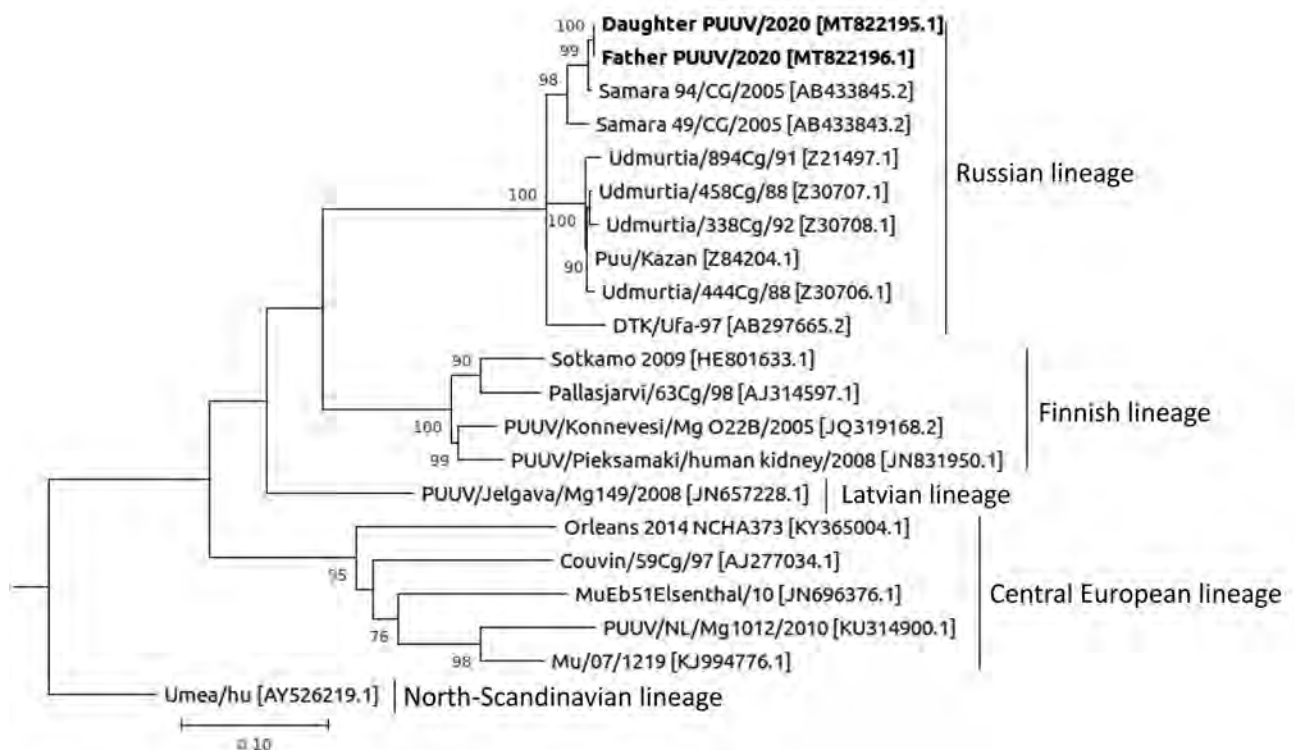 100
Daughter PUUV/2020 [MT822195.1]
99
Father PUUV/2020 [MT822196.1]
98
Samara 94/CG/2005 [AB433845.2]
Samara 49/CG/2005 [AB433843.2]
Udmurtia/894Cg/91 [Z21497.1]
Russian lineage
100
Udmurtia/458Cg/88 [Z30707.1]
100
Udmurtia/338Cg/92 [Z30708.1]
Puu/Kazan [Z84204.1]
90
Udmurtia/444Cg/88 [Z30706.1]
DTK/Ufa-97 [AB297665.2]
90
Sotkamo 2009 [HE801633.1]
Pallasjarvi/63Cg/98 [AJ314597.1]
Finnish lineage
100
PUUV/Konnevesi/Mg O22B/2005 [JQ319168.2]
99
PUUV/Pieksamaki/human kidney/2008 [JN831950.1]
PUUV/Jelgava/Mg149/2008 [JN657228.1]
Latvian lineage
Orleans 2014 NCHA373 [KY365004.1]
95
Couvin/59Cg/97 [AJ277034.1]
MuEb51Elsenthal/10 [JN696376.1]
Central European lineage
76
PUUV/NL/Mg1012/2010 [KU314900.1]
98
Mu/07/1219 [KJ994776.1]
Umea/hu [AY526219.1]
North-Scandinavian lineage